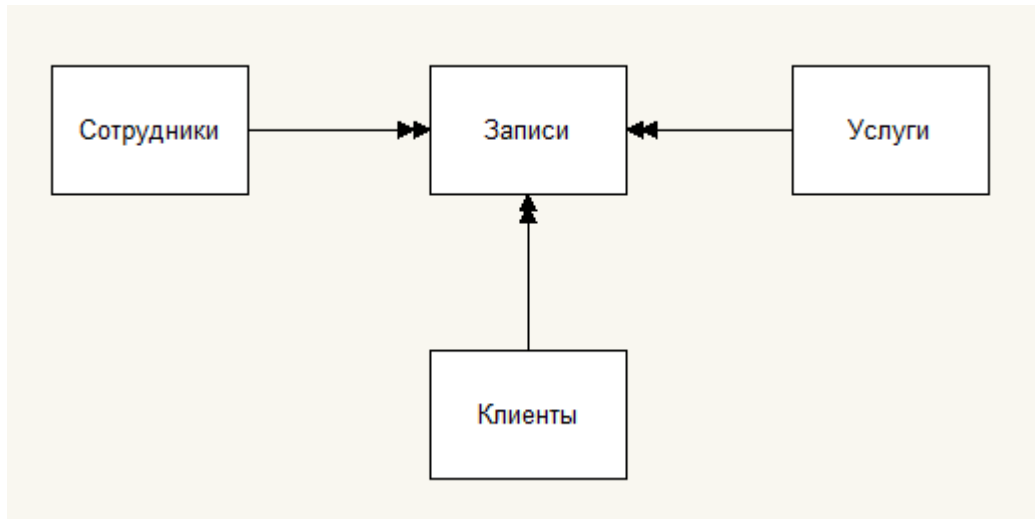 Сотрудники
Записи
Услуги
Клиенты